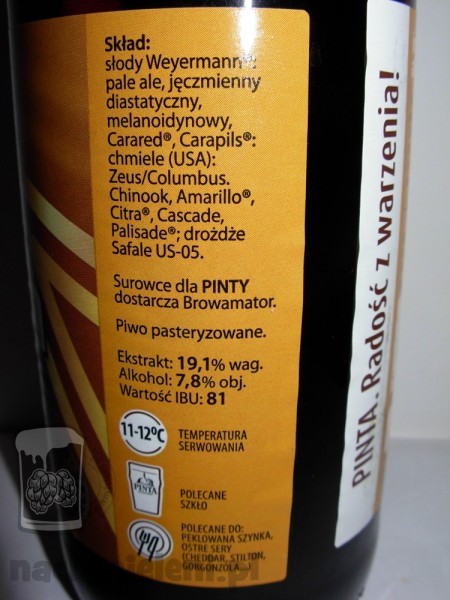 Skład:
słody Weyermann®:
pale ale, jęczmienny
diastatyczny,
melanoidynowy,
Carared®, Carapils®:
chmiele (USA):
Zeus/Columbus.
Chinook, Amarillo®,
Citra®, Cascade,
Palisade®; drożdże
Safale US-05.
Surowce dla PINTY
dostarcza Browamator.
Piwo pasteryzowane.
Ekstrakt: 19,1% wag.
Alkohol: 7,8% obj.
Wartość IBU: 81
11-12°C
TEMPERATURA
SERWOWANIA
PINTA
POLECANE
SZKŁO
POLECANE DO:
PEKLOWANA SZYNKA,
OSTRE SERY
(CHEDDAR, STILTON,
GORGONZOLA...)
PINTA. Radość z warzenia!